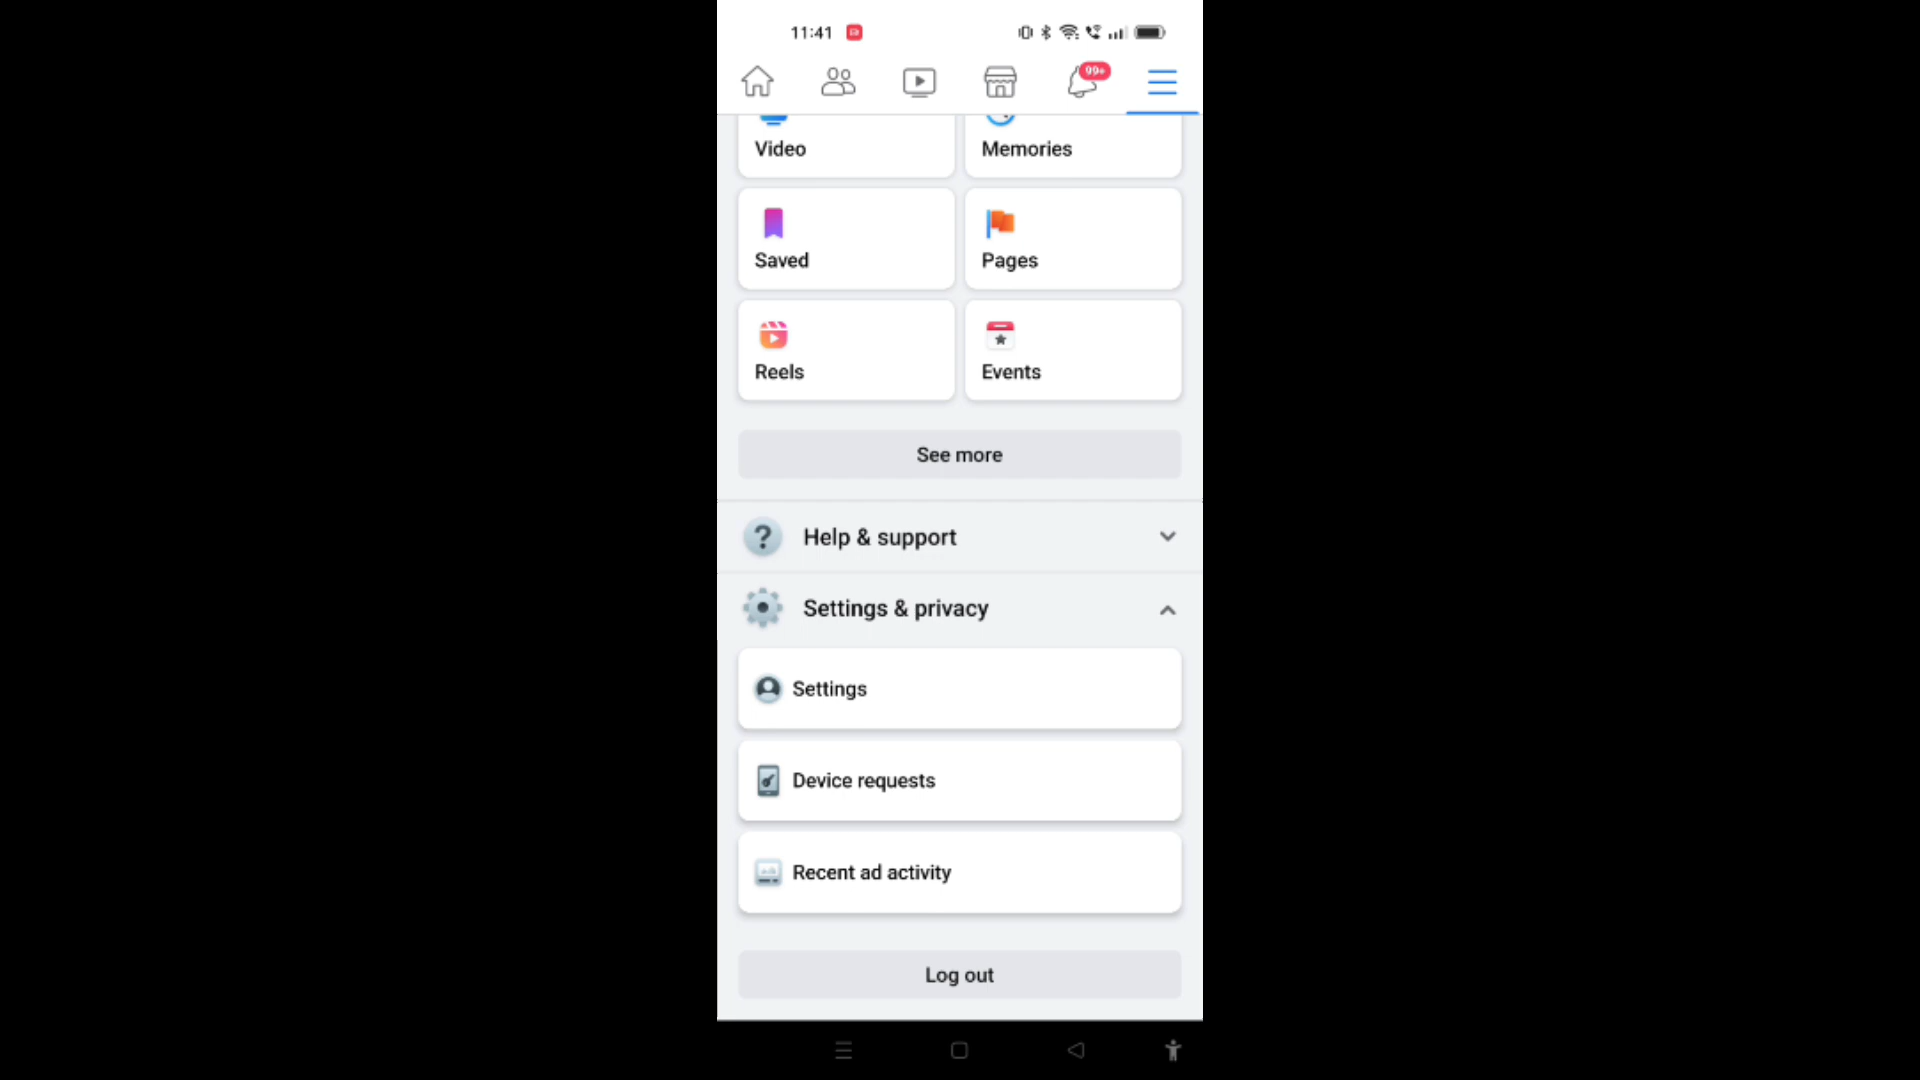 11:41
99+
Video
Memories
Saved
Pages
Reels
Events
See more
Help & support
Settings & privacy
Settings
Device requests
Recent ad activity
Log out